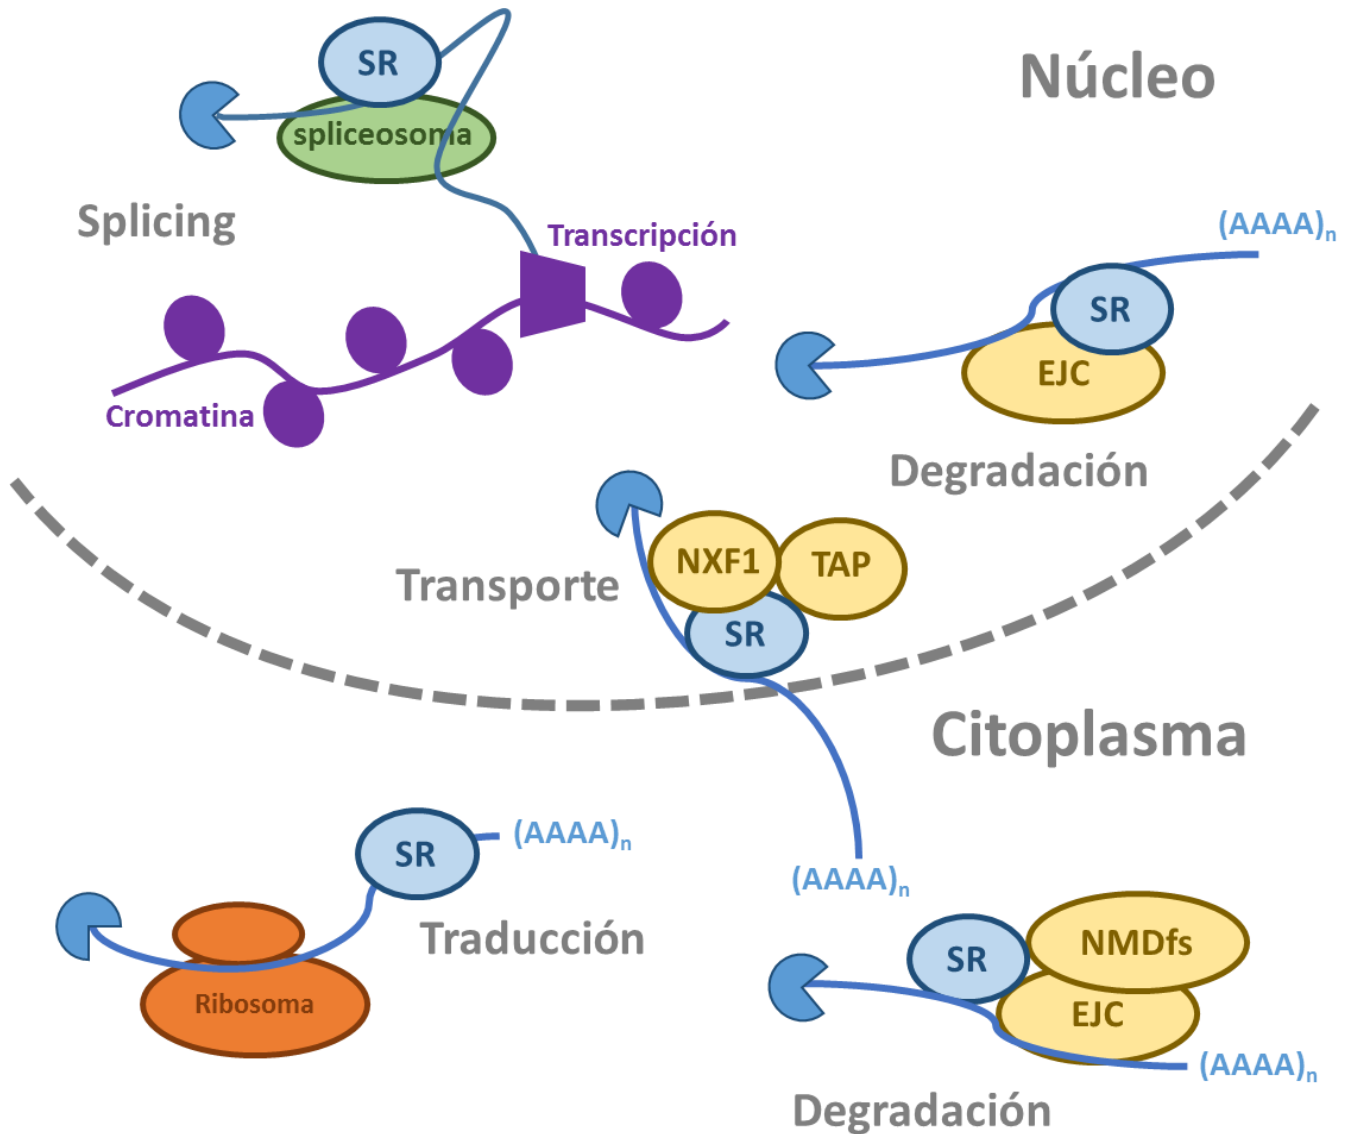 Núcleo
SR
spliceosoma
Splicing
Transcripción
Cromatina
(AAAA)n
SR
EJC
Degradación
NXF1
TAP
SR
Transporte
Citoplasma
(AAAA)n
SR
(AAAA)n
Traducción
Ribosoma
SR
NMDfs
EJC
(AAAA)n
Degradación